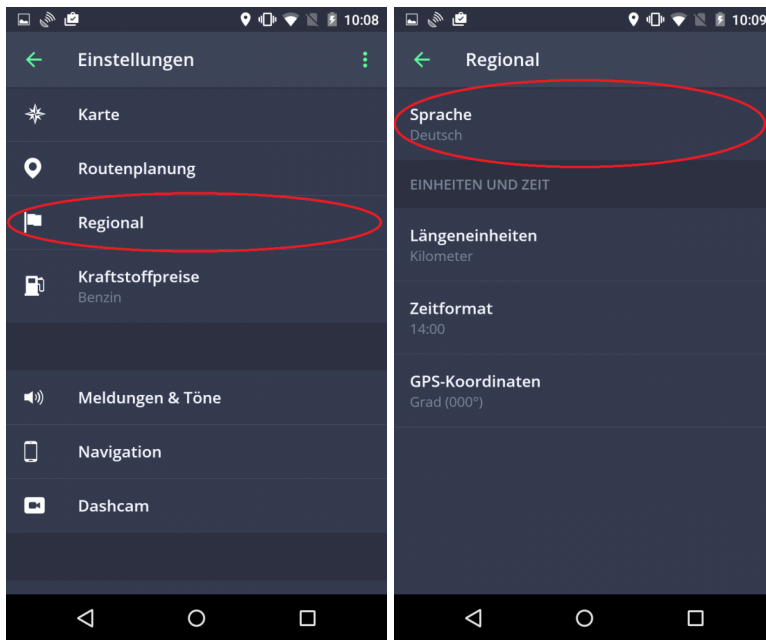 10:08
Einstellungen
Karte
Routenplanung
Regional
Kraftstoffpreise
Benzin
Meldungen & Töne
Navigation
Dashcam
10:09
Regional
Sprache
Deutsch
EINHEITEN UND ZEIT
Längeneinheiten
Kilometer
Zeitformat
14:00
GPS-Koordinaten
Grad (000°)